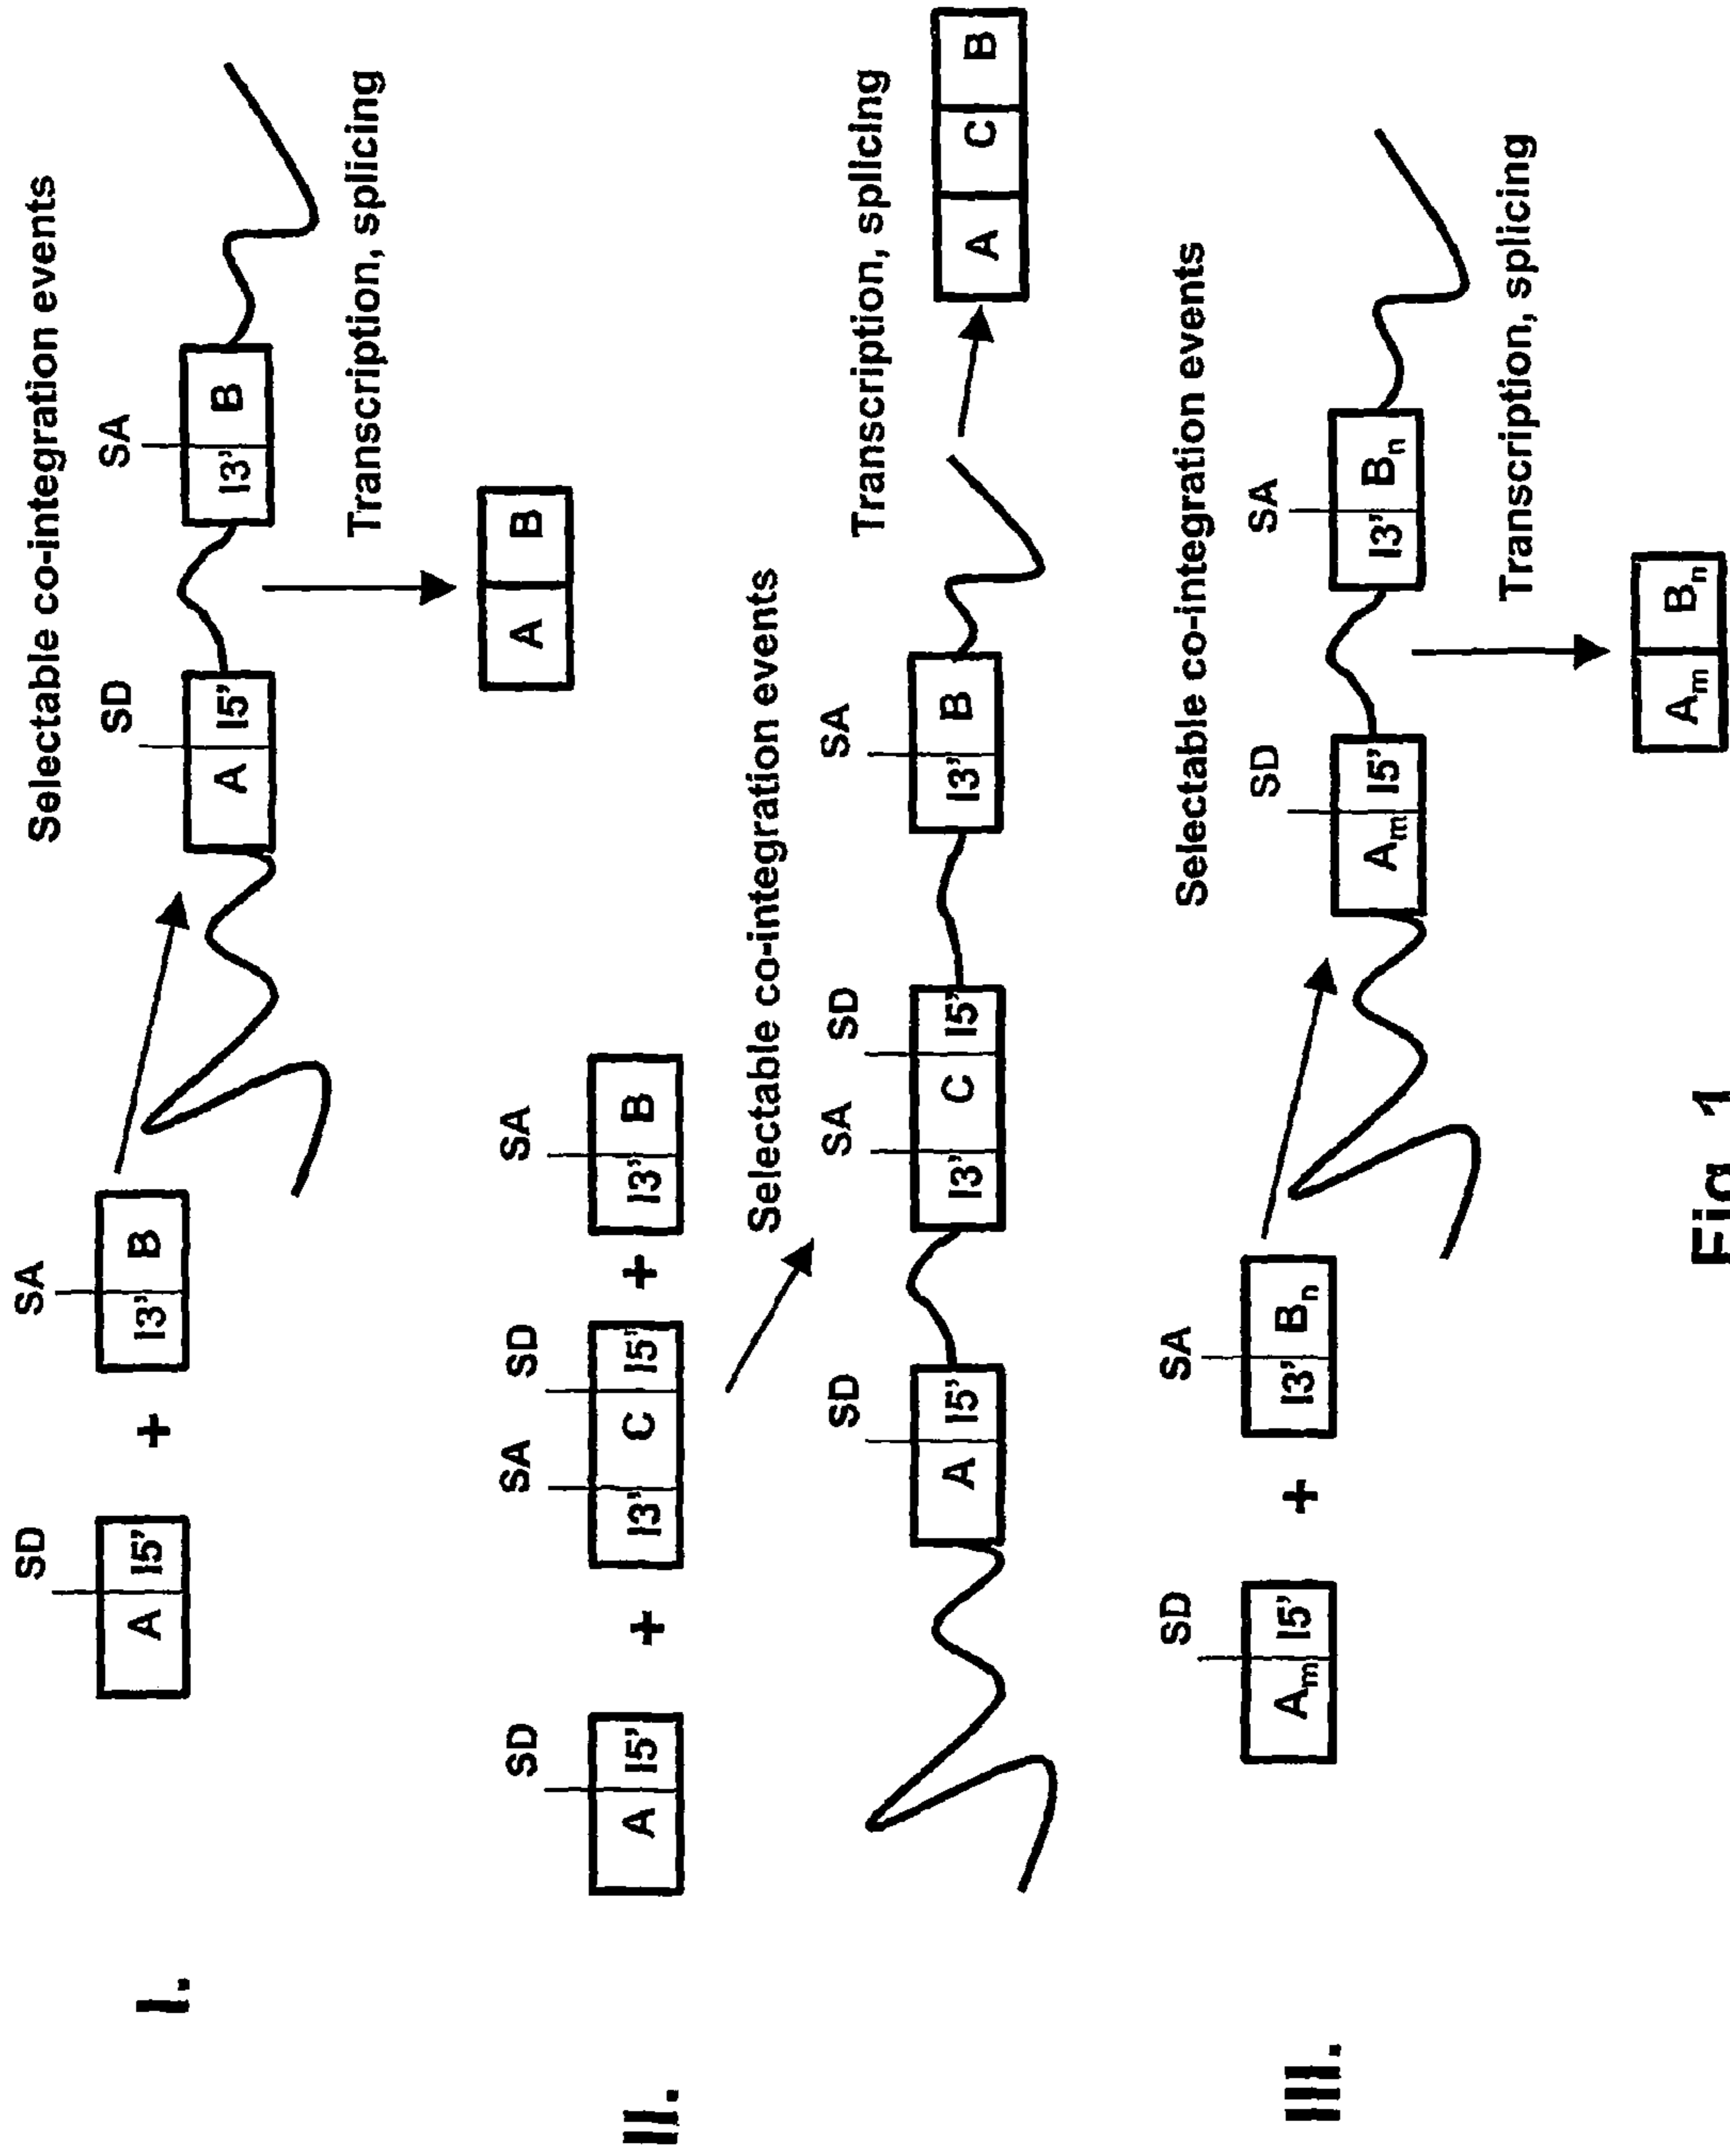 I.
SD SA
A I5' + I3' B
Selectable co-integration events
SD SA
A I5' I3' B
Transcription, splicing
A B
II.
SD SA SD SA
A I5' + I3' C I5' + I3' B
Selectable co-integration events
SD SA SD SA
A I5' I3' C I5' I3' B
Transcription, splicing
A C B
III.
SD SA
Am I5' + I3' Bn
Selectable co-integration events
SD SA
Am I5' I3' Bn
Transcription, splicing
Am Bn
Fig. 1